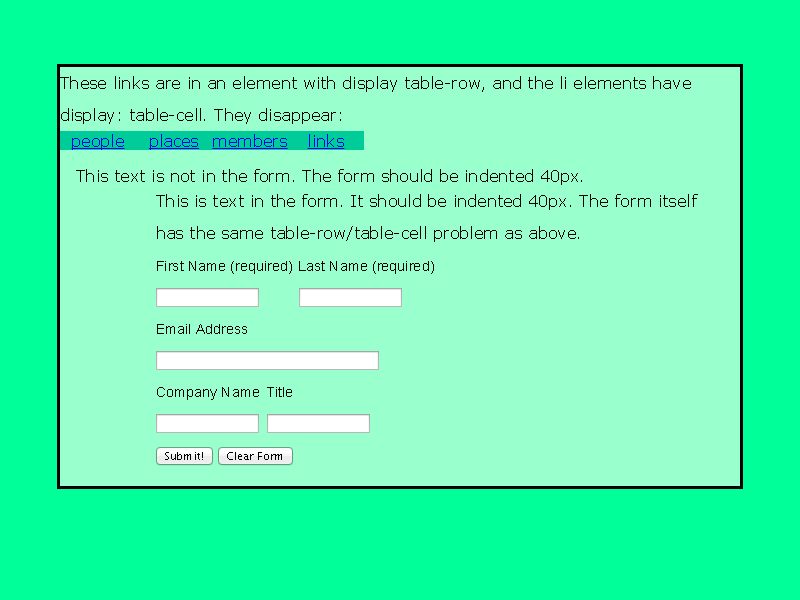 These links are in an element with display table-row, and the li elements have
display: table-cell. They disappear:
people places members links
This text is not in the form. The form should be indented 40px.
This is text in the form. It should be indented 40px. The form itself
has the same table-row/table-cell problem as above.
First Name (required) Last Name (required)
Email Address
Company Name Title
Submit! Clear Form